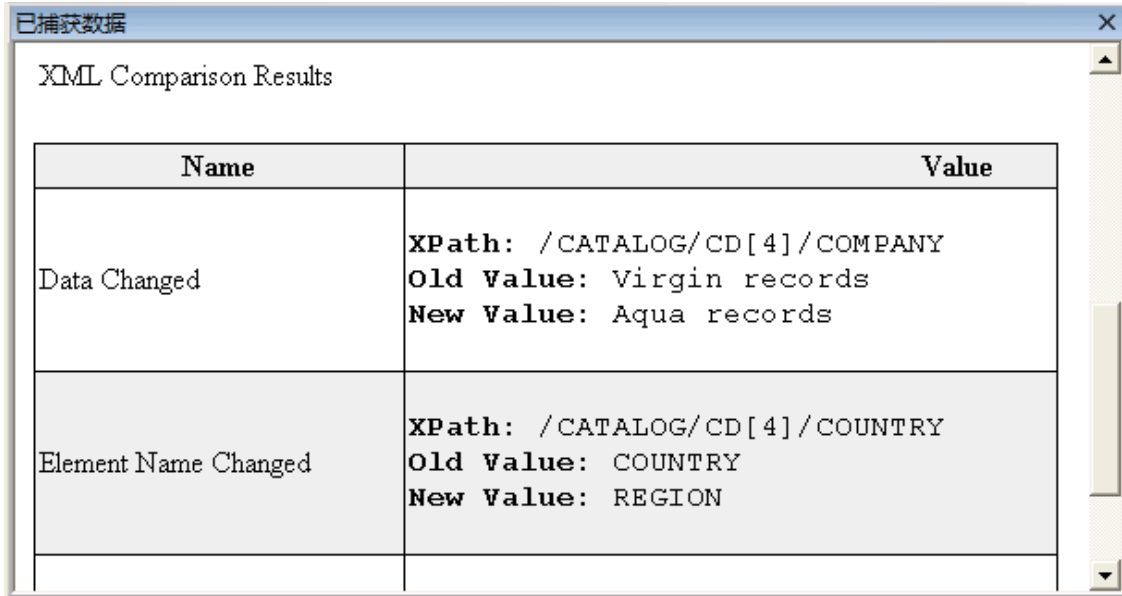 已捕获数据
XML Comparison Results
Name Value
Data Changed
XPath: /CATALOG/CD[4]/COMPANY
Old Value: Virgin records
New Value: Aqua records
Element Name Changed
XPath: /CATALOG/CD[4]/COUNTRY
Old Value: COUNTRY
New Value: REGION